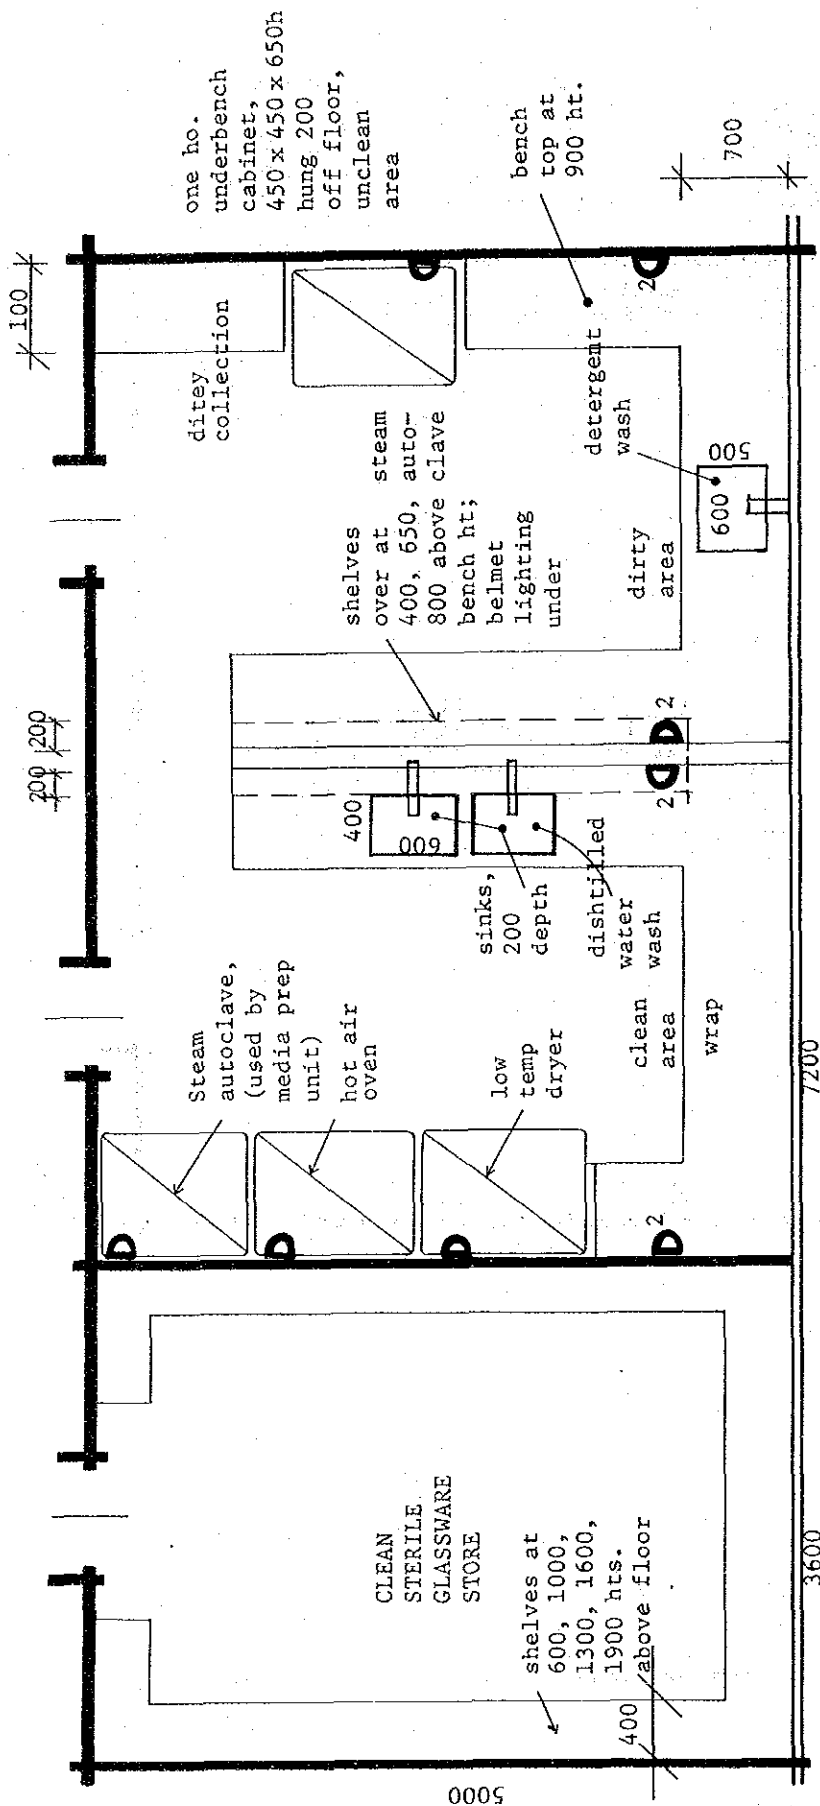 100
200
200
one ho.
underbench
cabinet,
450 x 450 x 650h
hung 200
off floor,
unclean
area
ditey
collection
bench
top at
900 ht.
700
shelves
over at
400, 650,
800 above
bench ht;
belmet
lighting
under
steam
auto-
clave
detergent
wash
600
500
dirty
area
2
2
2
400
600
sinks,
200
depth
dishtilled
water
wash
clean
area
wrap
Steam
autoclave,
(used by
media prep
unit)
hot air
oven
low
temp
dryer
2
7200
CLEAN
STERILE
GLASSWARE
STORE
shelves at
600, 1000,
1300, 1600,
1900 hts.
above floor
400
5000
3600